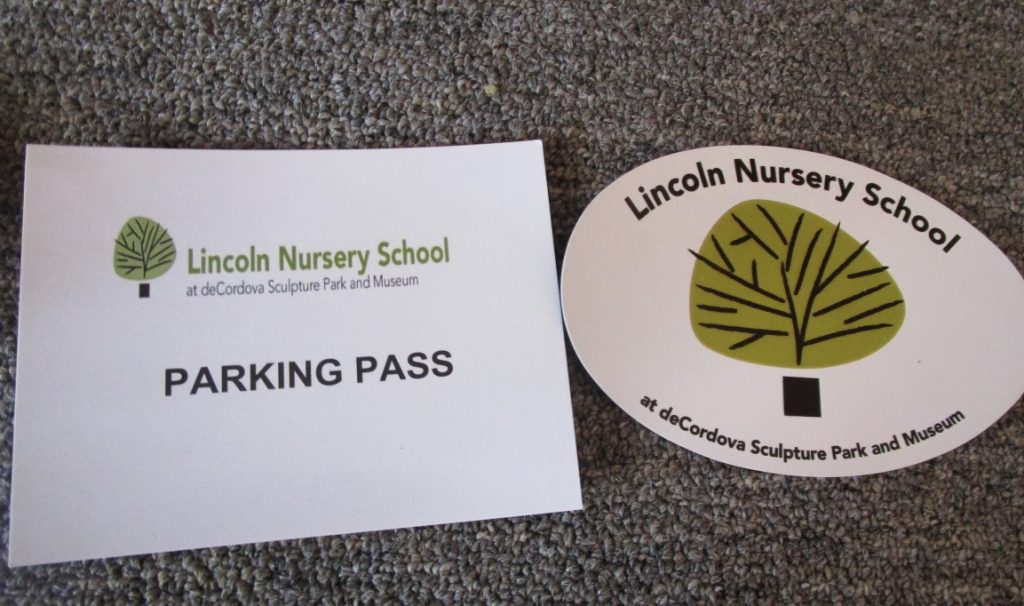 Lincoln Nursery School
at deCordova Sculpture Park and Museum
PARKING PASS
Lincoln Nursery School
at deCordova Sculpture Park and Museum